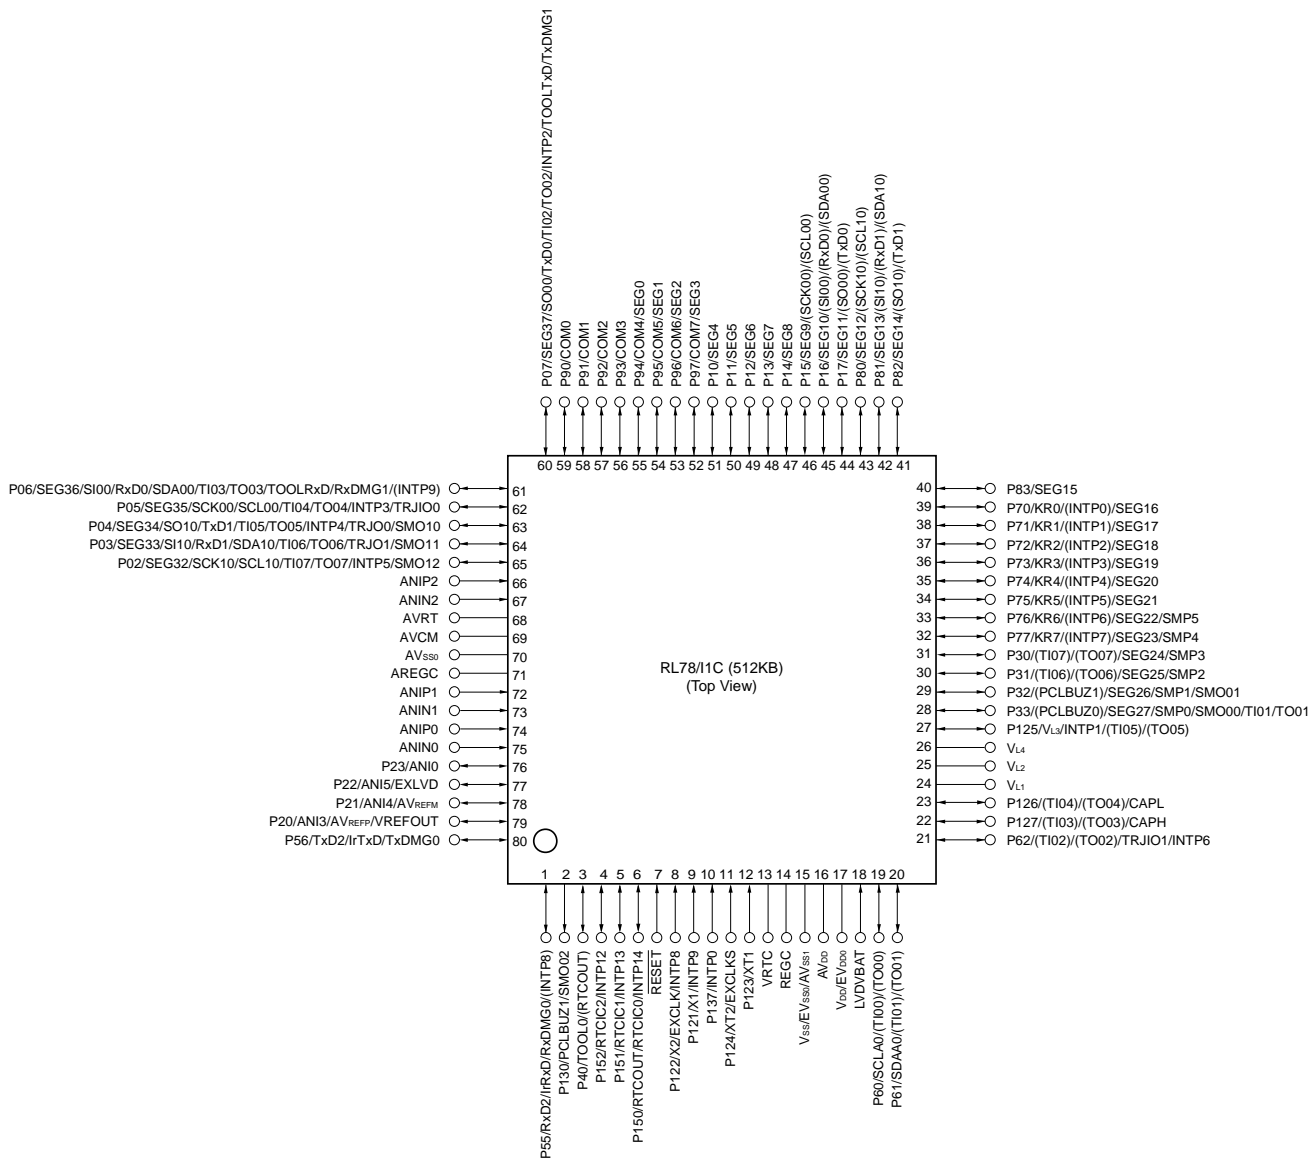 P07/SEG37/SO00/TxD0/TI02/TO02/INTP2/TOOLTxD/TxDMG1
P90/COM0
P91/COM1
P92/COM2
P93/COM3
P94/COM4/SEG0
P95/COM5/SEG1
P96/COM6/SEG2
P97/COM7/SEG3
P10/SEG4
P11/SEG5
P12/SEG6
P13/SEG7
P14/SEG8
P15/SEG9/(SCK00)/(SCL00)
P16/SEG10/(SI00)/(RxD0)/(SDA00)
P17/SEG11/(SO00)/(TxD0)
P80/SEG12/(SCK10)/(SCL10)
P81/SEG13/(SI10)/(RxD1)/(SDA10)
P82/SEG14/(SO10)/(TxD1)
60 59 58 57 56 55 54 53 52 51 50 49 48 47 46 45 44 43 42 41
P06/SEG36/SI00/RxD0/SDA00/TI03/TO03/TOOLRxD/RxDMG1/(INTP9) 61
P05/SEG35/SCK00/SCL00/TI04/TO04/INTP3/TRJIO0 62
P04/SEG34/SO10/TxD1/TI05/TO05/INTP4/TRJO0/SMO10 63
P03/SEG33/SI10/RxD1/SDA10/TI06/TO06/TRJO1/SMO11 64
P02/SEG32/SCK10/SCL10/TI07/TO07/INTP5/SMO12 65
ANIP2 66
ANIN2 67
AVRT 68
AVCM 69
AVSS0 70
AREGC 71
ANIP1 72
ANIN1 73
ANIP0 74
ANIN0 75
P23/ANI0 76
P22/ANI5/EXLVD 77
P21/ANI4/AVREFM 78
P20/ANI3/AVREFP/VREFOUT 79
P56/TxD2/IrTxD/TxDMG0 80
RL78/I1C (512KB)
(Top View)
40 P83/SEG15
39 P70/KR0/(INTP0)/SEG16
38 P71/KR1/(INTP1)/SEG17
37 P72/KR2/(INTP2)/SEG18
36 P73/KR3/(INTP3)/SEG19
35 P74/KR4/(INTP4)/SEG20
34 P75/KR5/(INTP5)/SEG21
33 P76/KR6/(INTP6)/SEG22/SMP5
32 P77/KR7/(INTP7)/SEG23/SMP4
31 P30/(TI07)/(TO07)/SEG24/SMP3
30 P31/(TI06)/(TO06)/SEG25/SMP2
29 P32/(PCLBUZ1)/SEG26/SMP1/SMO01
28 P33/(PCLBUZ0)/SEG27/SMP0/SMO00/TI01/TO01
27 P125/VL3/INTP1/(TI05)/(TO05)
26 VL4
25 VL2
24 VL1
23 P126/(TI04)/(TO04)/CAPL
22 P127/(TI03)/(TO03)/CAPH
21 P62/(TI02)/(TO02)/TRJIO1/INTP6
1 2 3 4 5 6 7 8 9 10 11 12 13 14 15 16 17 18 19 20
P55/RxD2/IrRxD/RxDMG0/(INTP8)
P130/PCLBUZ1/SMO02
P40/TOOL0/(RTCOUT)
P152/RTCIC2/INTP12
P151/RTCIC1/INTP13
P150/RTCOUT/RTCIC0/INTP14
RESET
P122/X2/EXCLK/INTP8
P121/X1/INTP9
P137/INTP0
P124/XT2/EXCLKS
P123/XT1
VRTC
REGC
VSS/EVSS0/AVSS1
AVDD
VDD/EVDD0
LVDVBAT
P60/SCLA0/(TI00)/(TO00)
P61/SDAA0/(TI01)/(TO01)